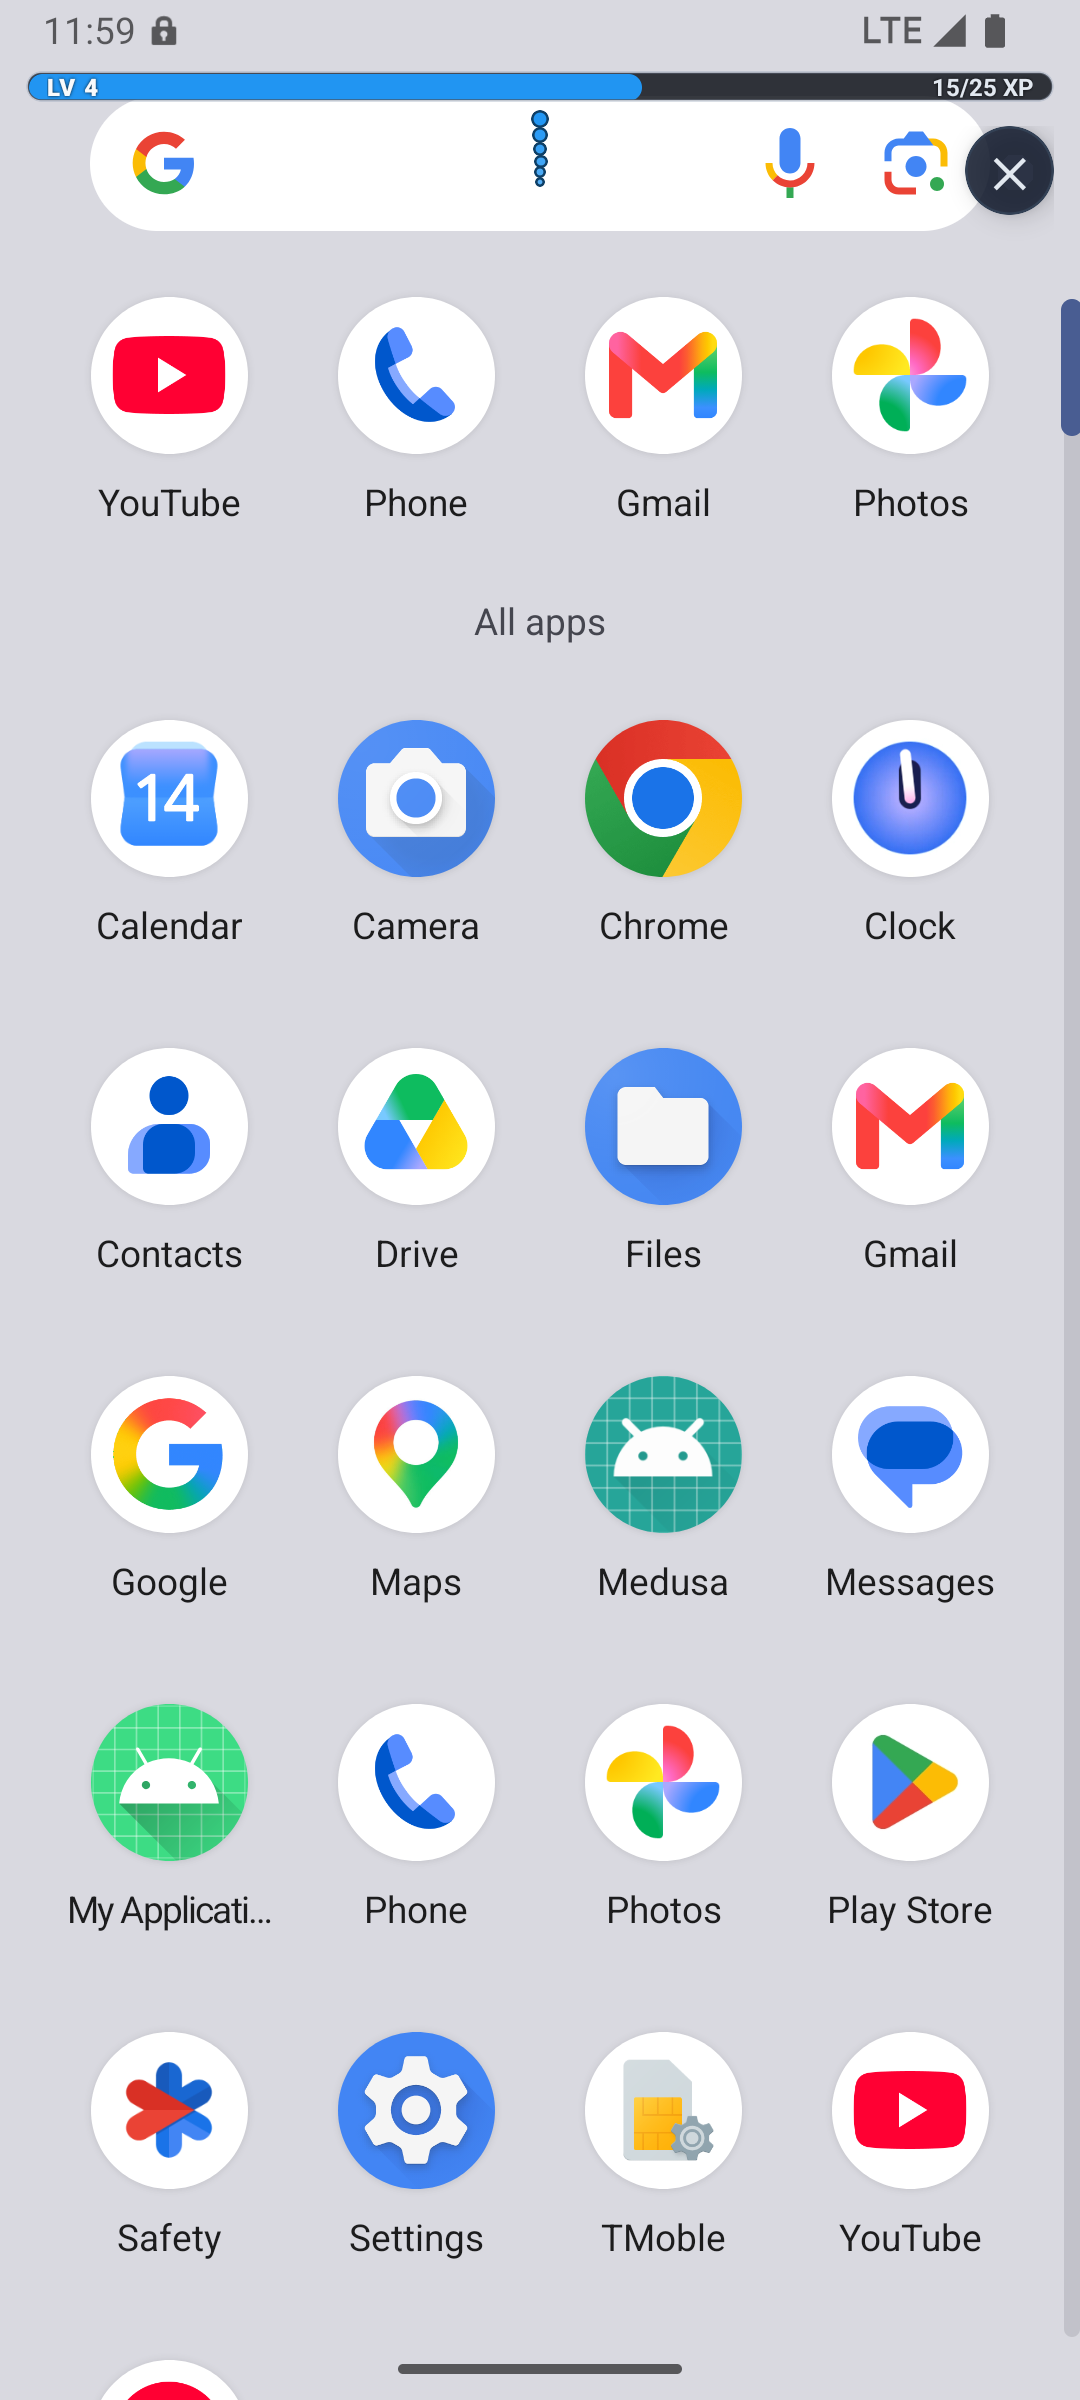 11:59 LTE
LV 4 15/25 XP
YouTube Phone Gmail Photos
All apps
14
Calendar Camera Chrome Clock
Contacts Drive Files Gmail
Google Maps Medusa Messages
My Applicati... Phone Photos Play Store
Safety Settings TMoble YouTube